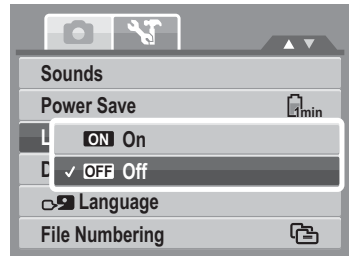 Sounds
Power Save
1min
L
ON On
D
OFF Off
Language
File Numbering